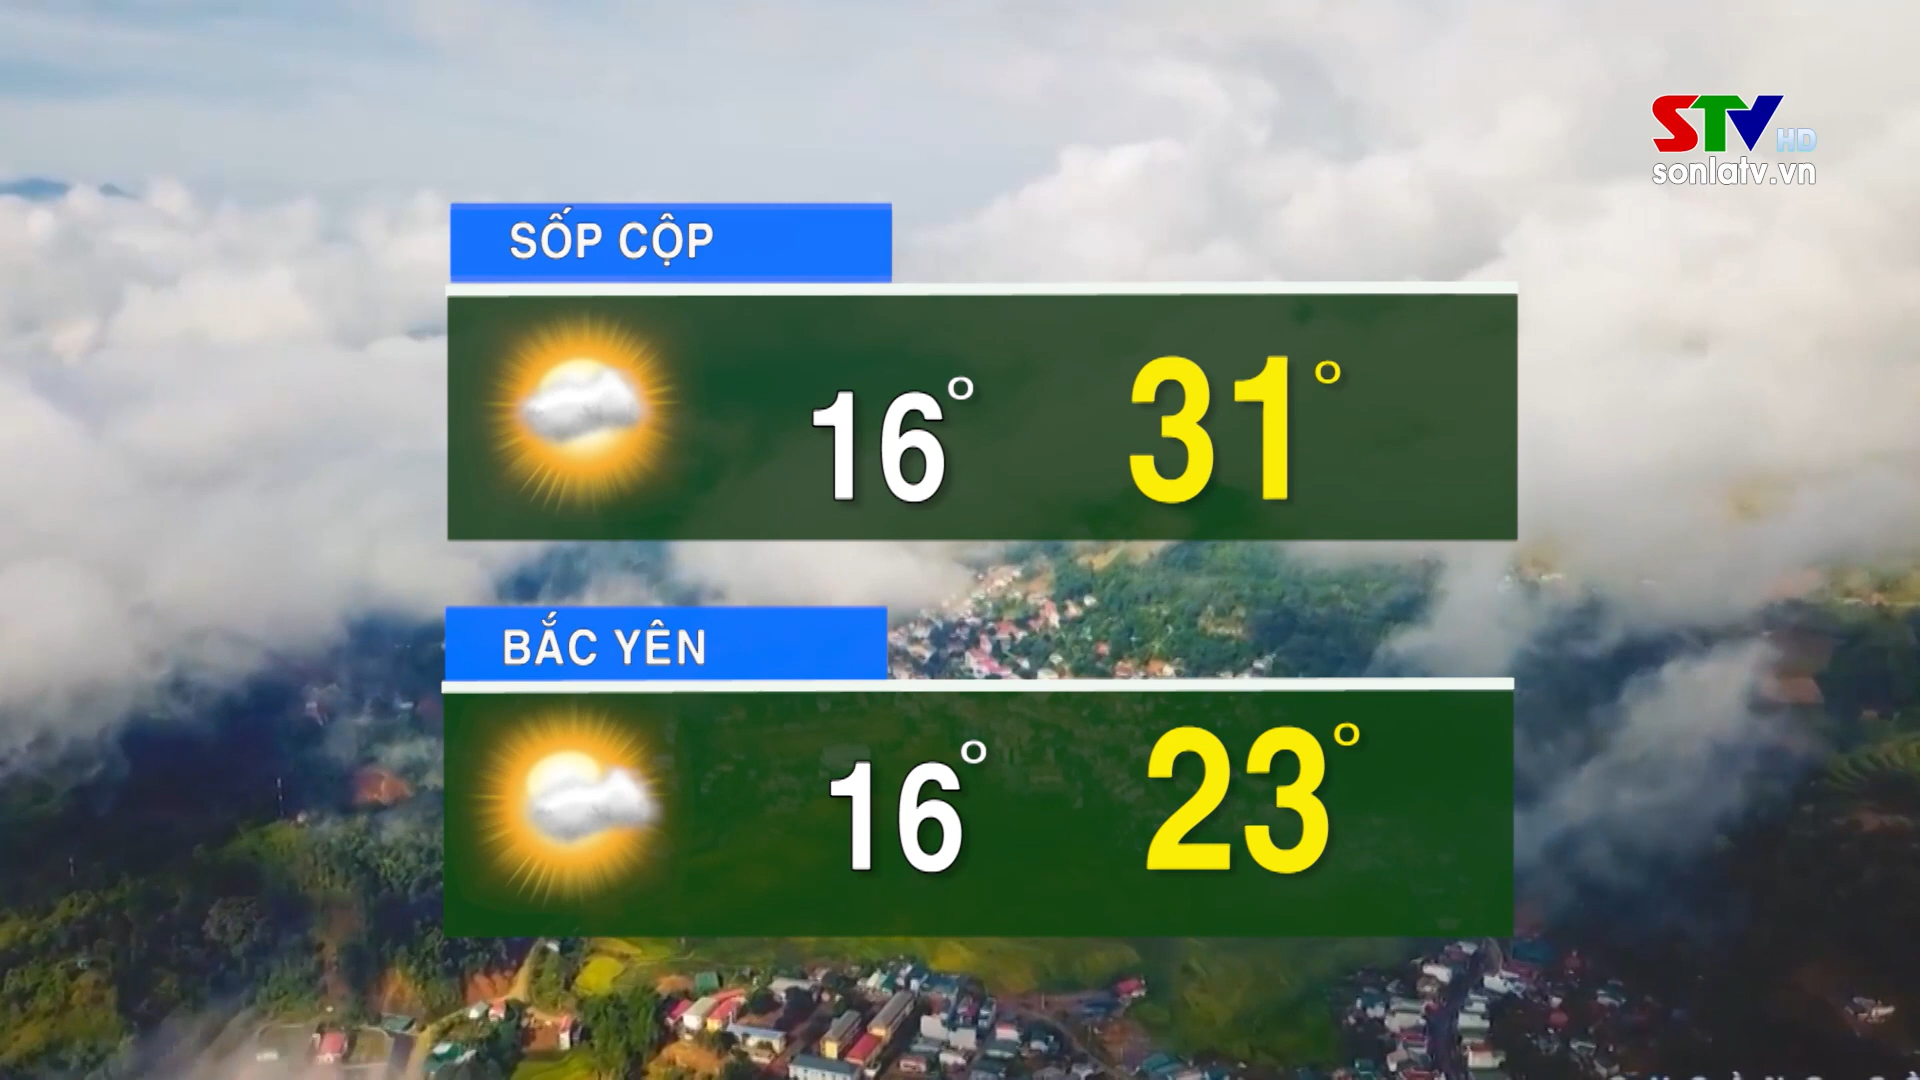 STV HD
sonlatv.vn
SỐP CỘP
16° 31°
BẮC YÊN
16° 23°